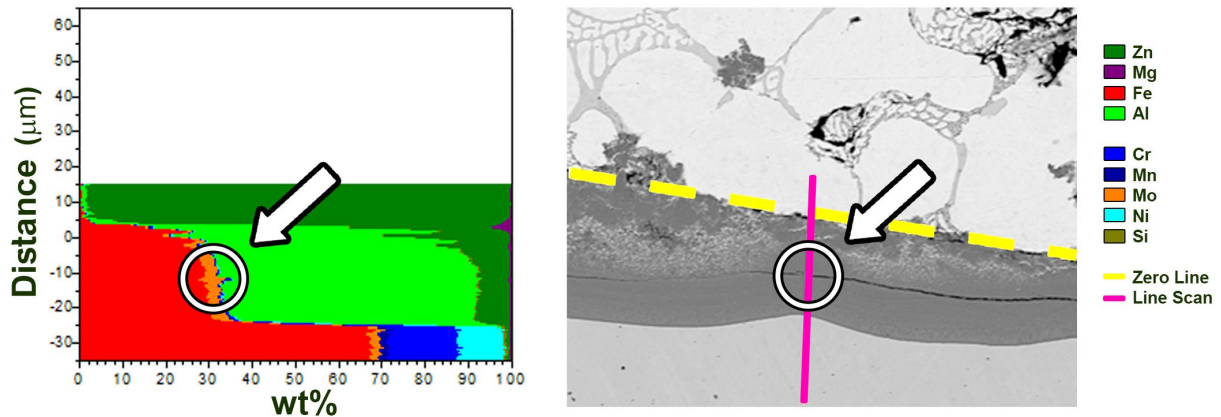 60
50
40
30
20
10
0
-10
-20
-30
Distance (µm)
0 10 20 30 40 50 60 70 80 90 100
wt%
Zn
Mg
Fe
Al
Cr
Mn
Mo
Ni
Si
Zero Line
Line Scan